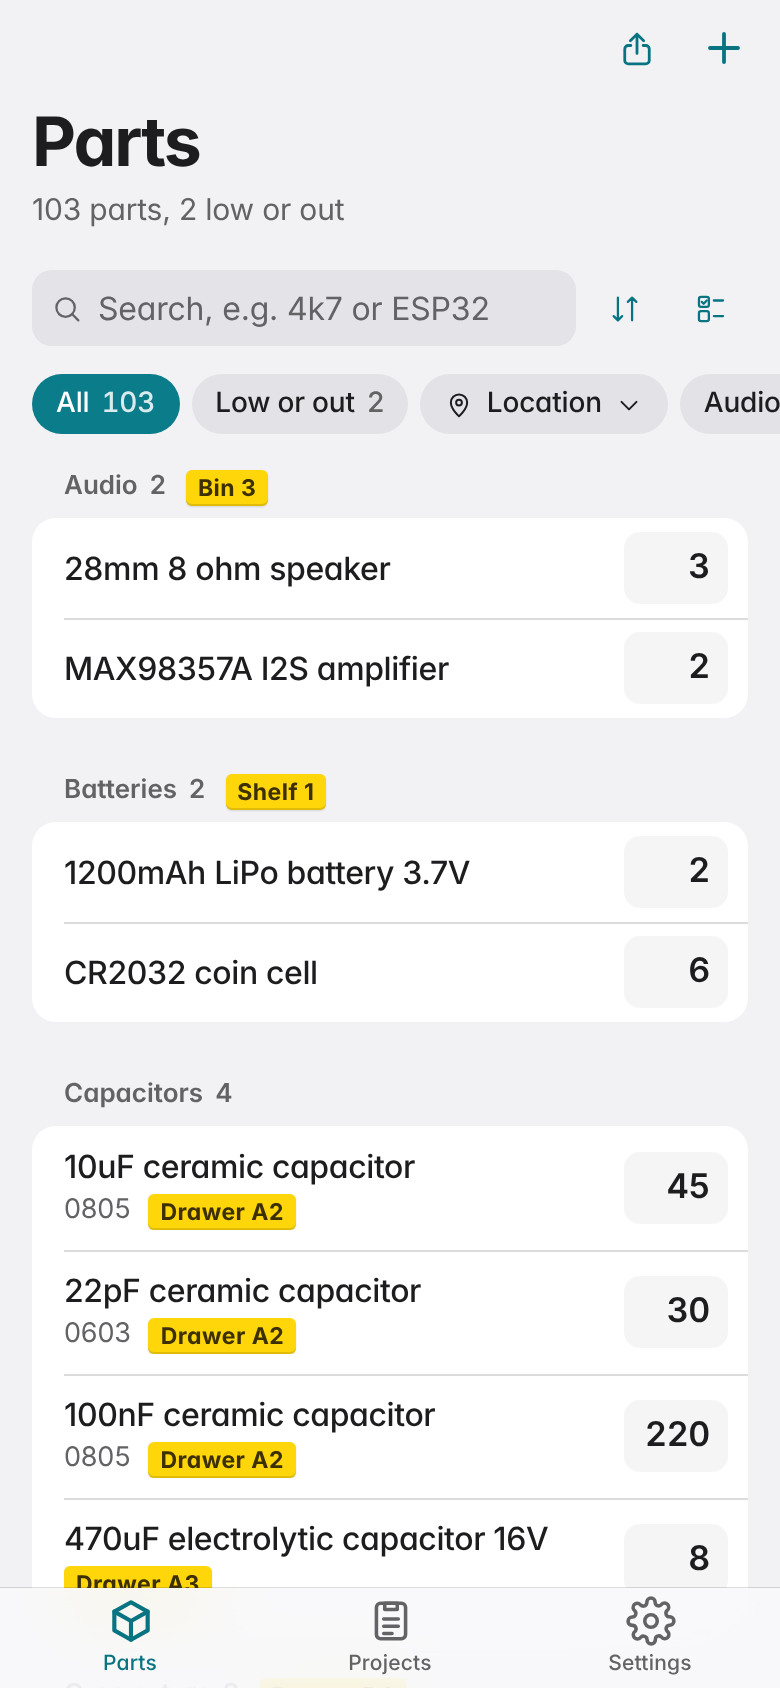 Parts
103 parts, 2 low or out
Search, e.g. 4k7 or ESP32
All 103
Low or out 2
Location
Audio
Audio 2 Bin 3
28mm 8 ohm speaker 3
MAX98357A I2S amplifier 2
Batteries 2 Shelf 1
1200mAh LiPo battery 3.7V 2
CR2032 coin cell 6
Capacitors 4
10uF ceramic capacitor 45
0805 Drawer A2
22pF ceramic capacitor 30
0603 Drawer A2
100nF ceramic capacitor 220
0805 Drawer A2
470uF electrolytic capacitor 16V 8
Drawer A3
Parts
Projects
Settings